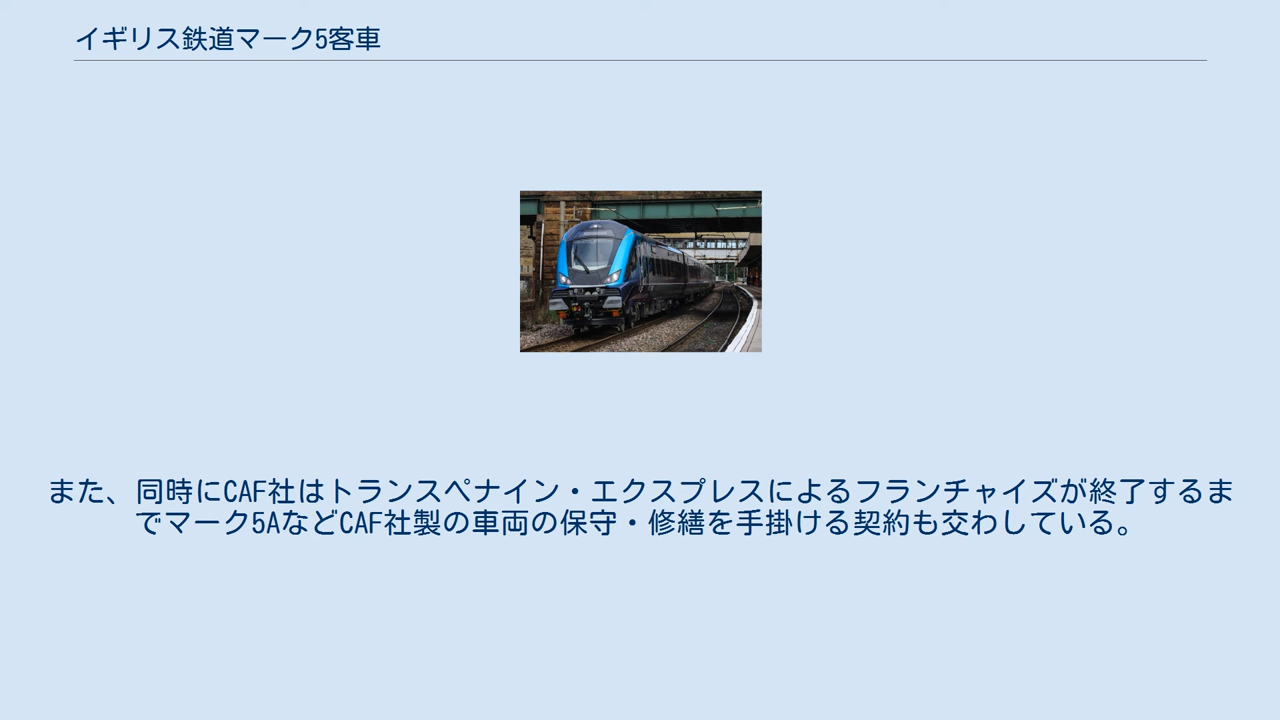 イギリス鉄道マーク5客車
また、同時にCAF社はトランスペナイン・エクスプレスによるフランチャイズが終了するま
でマーク5AなどCAF社製の車両の保守・修繕を手掛ける契約も交わしている。